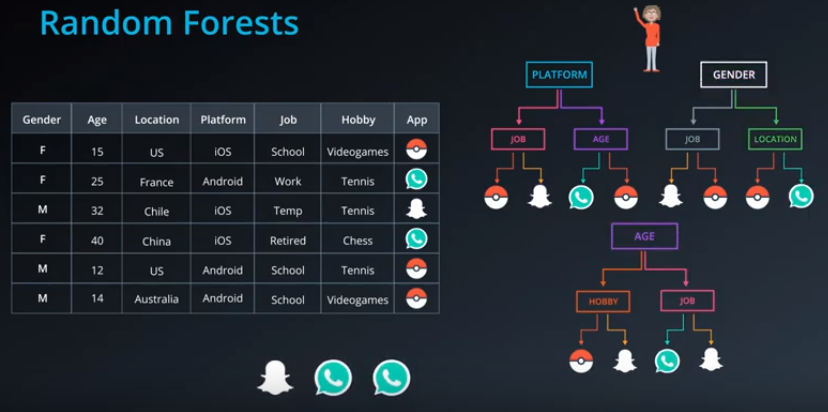 Random Forests
Gender Age Location Platform Job Hobby App
F 15 US iOS School Videogames
F 25 France Android Work Tennis
M 32 Chile iOS Temp Tennis
F 40 China iOS Retired Chess
M 12 US Android School Tennis
M 14 Australia Android School Videogames
PLATFORM
JOB AGE
GENDER
JOB LOCATION
AGE
HOBBY JOB